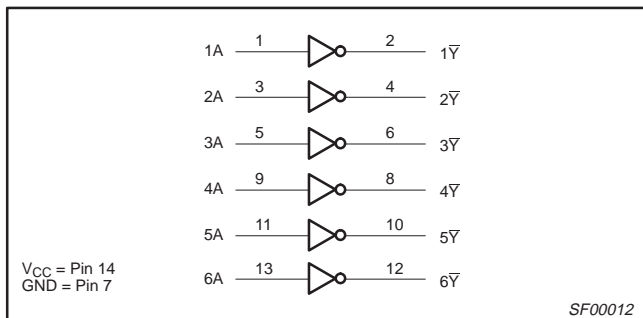 1A 1 2 1Y̅
2A 3 4 2Y̅
3A 5 6 3Y̅
4A 9 8 4Y̅
5A 11 10 5Y̅
6A 13 12 6Y̅
VCC = Pin 14
GND = Pin 7
SF00012